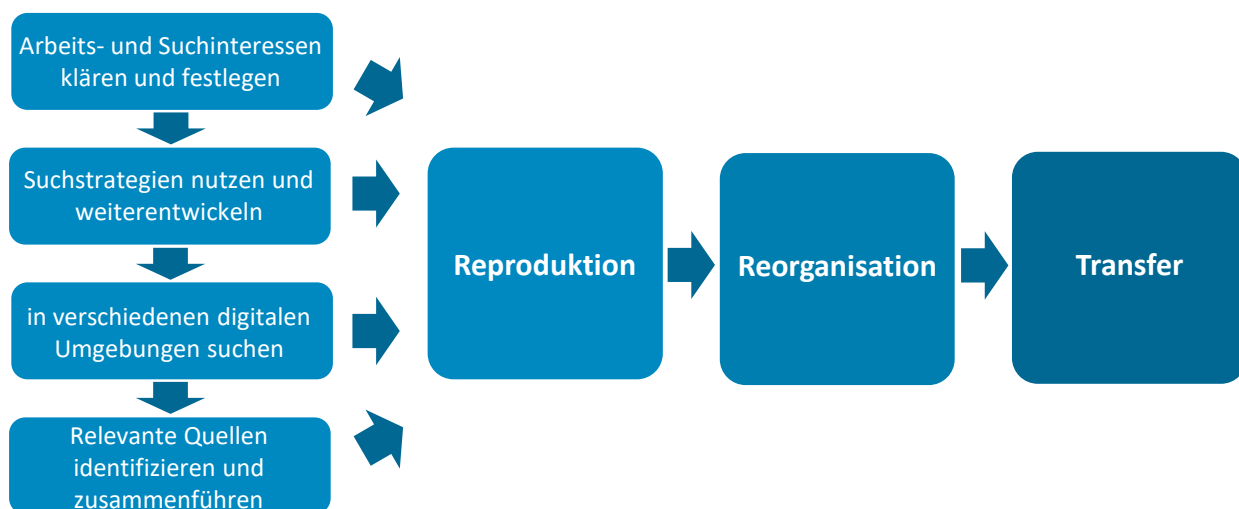 Arbeits- und Suchinteressen
klären und festlegen
Suchstrategien nutzen und
weiterentwickeln
in verschiedenen digitalen
Umgebungen suchen
Relevante Quellen
identifizieren und
zusammenführen
Reproduktion
Reorganisation
Transfer